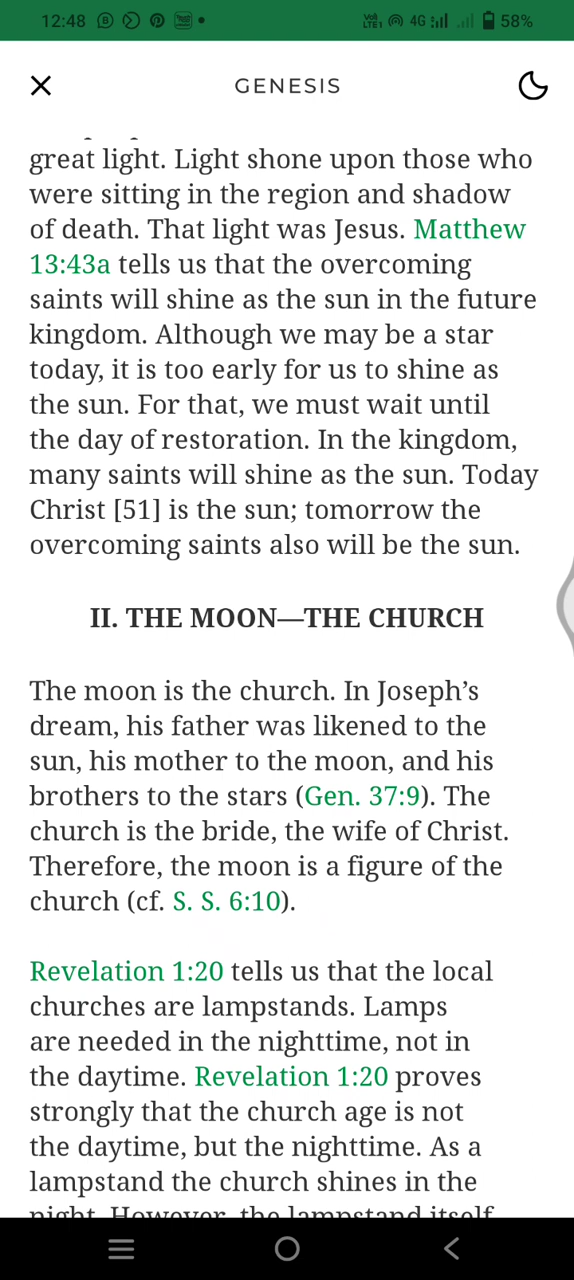 12:48
4G 58%
GENESIS
great light. Light shone upon those who
were sitting in the region and shadow
of death. That light was Jesus. Matthew
13:43a tells us that the overcoming
saints will shine as the sun in the future
kingdom. Although we may be a star
today, it is too early for us to shine as
the sun. For that, we must wait until
the day of restoration. In the kingdom,
many saints will shine as the sun. Today
Christ [51] is the sun; tomorrow the
overcoming saints also will be the sun.
II. THE MOON—THE CHURCH
The moon is the church. In Joseph’s
dream, his father was likened to the
sun, his mother to the moon, and his
brothers to the stars (Gen. 37:9). The
church is the bride, the wife of Christ.
Therefore, the moon is a figure of the
church (cf. S. S. 6:10).
Revelation 1:20 tells us that the local
churches are lampstands. Lamps
are needed in the nighttime, not in
the daytime. Revelation 1:20 proves
strongly that the church age is not
the daytime, but the nighttime. As a
lampstand the church shines in the
night. However, the lampstand itself